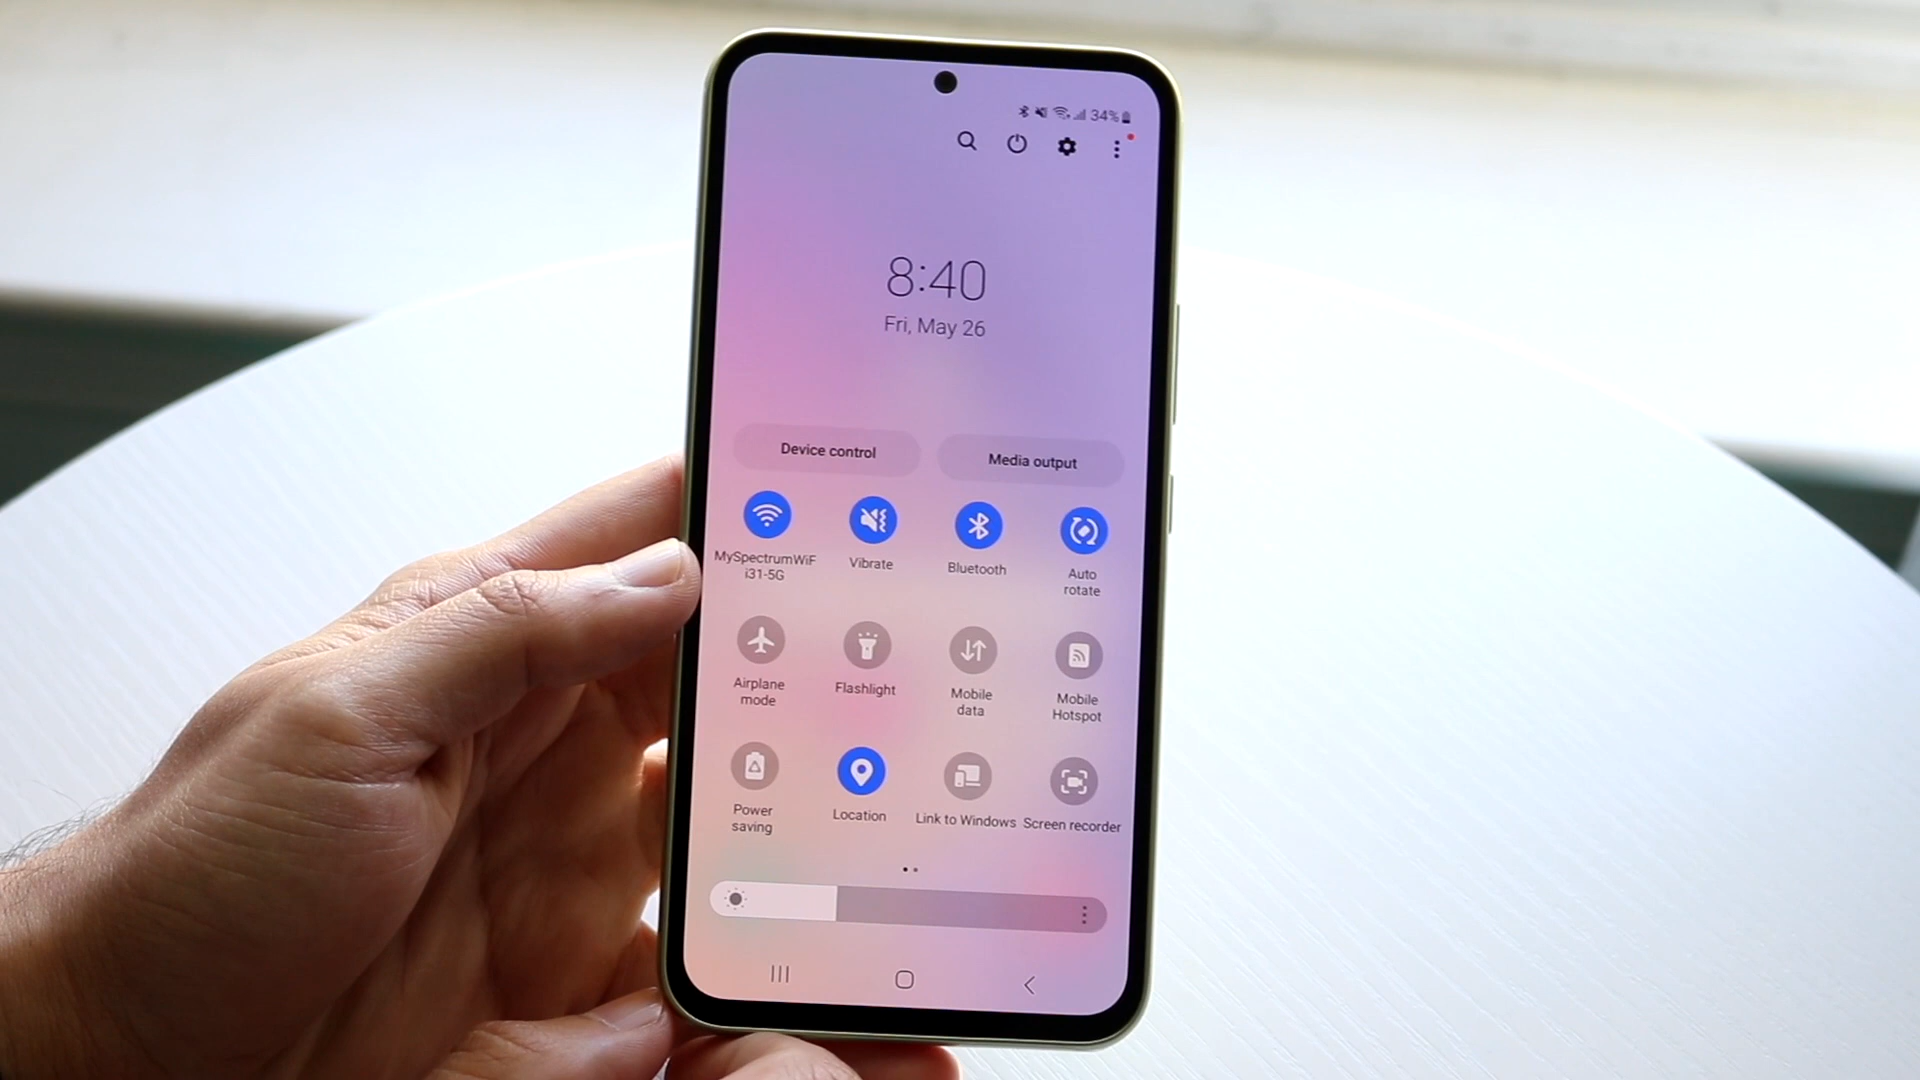 34%
8:40
Fri, May 26
Device control
Media output
MySpectrumWiF
i31-5G
Vibrate
Bluetooth
Auto
rotate
Airplane
mode
Flashlight
Mobile
data
Mobile
Hotspot
Power
saving
Location
Link to Windows
Screen recorder